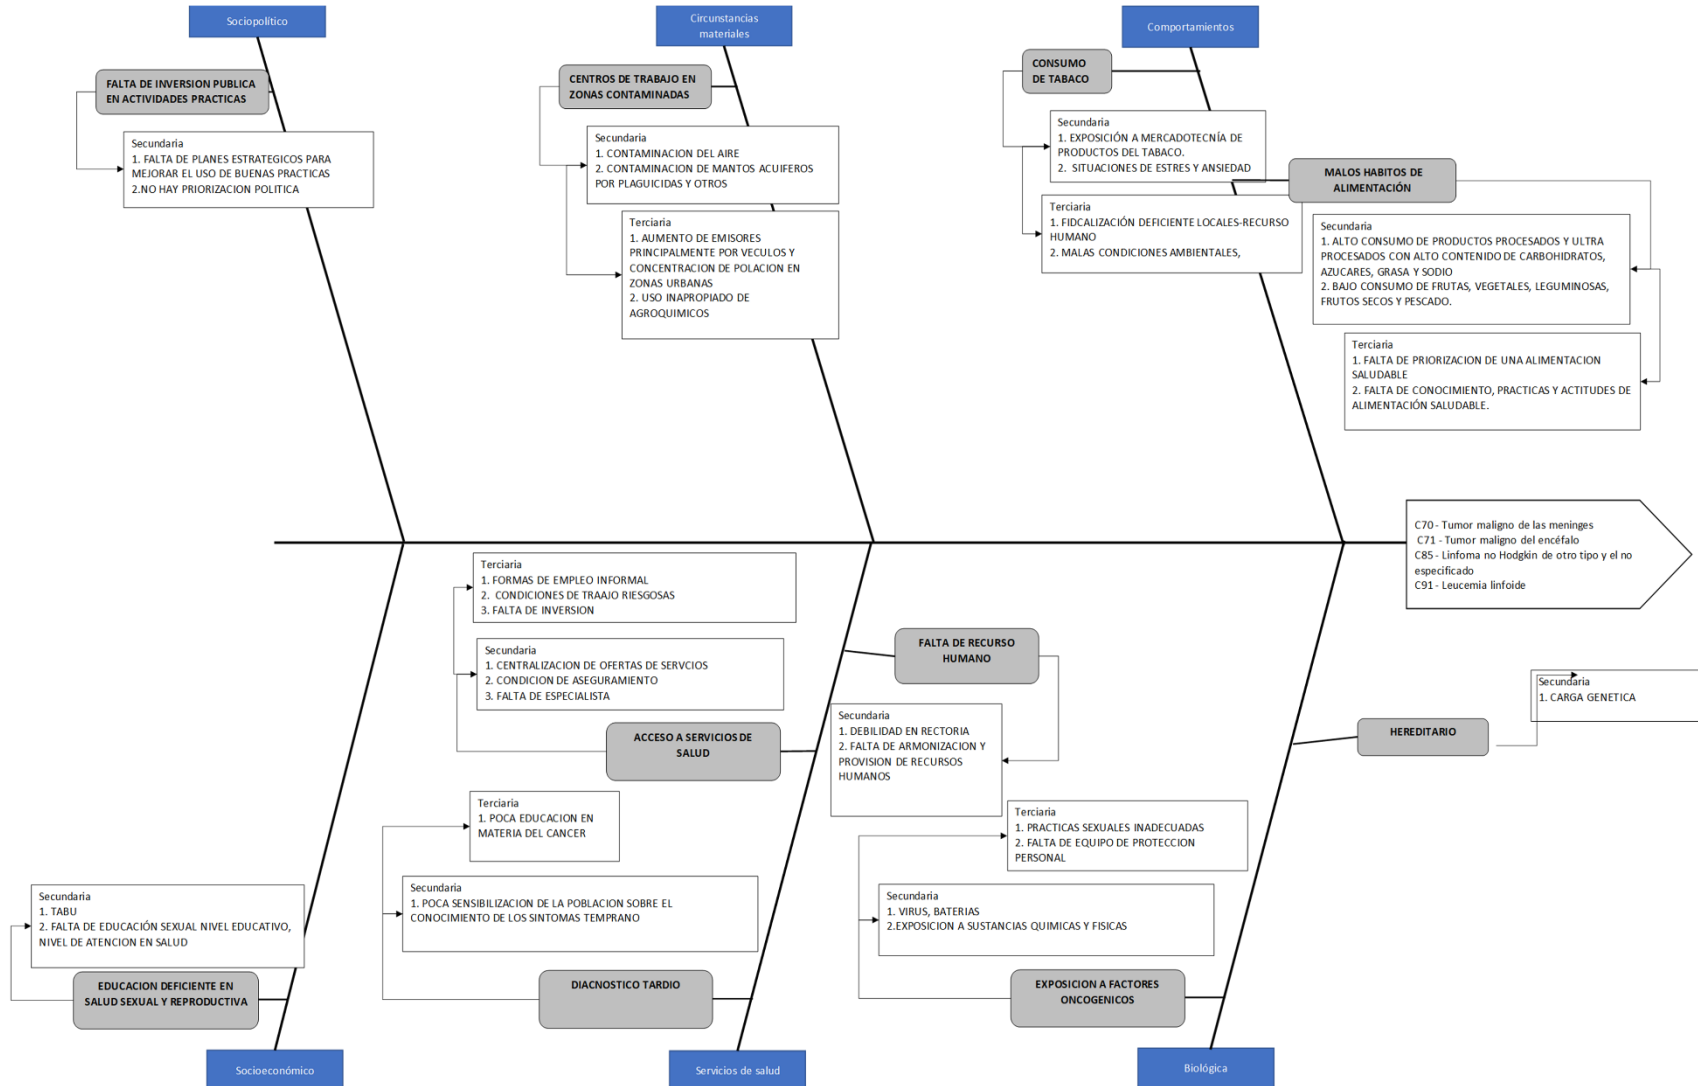 Sociopolítico
Circunstancias
materiales
Comportamientos
FALTA DE INVERSION PUBLICA
EN ACTIVIDADES PRACTICAS
Secundaria
1. FALTA DE PLANES ESTRATEGICOS PARA
MEJORAR EL USO DE BUENAS PRACTICAS
2.NO HAY PRIORIZACION POLITICA
CENTROS DE TRABAJO EN
ZONAS CONTAMINADAS
Secundaria
1. CONTAMINACION DEL AIRE
2. CONTAMINACION DE MANTOS ACUIFEROS
POR PLAGUICIDAS Y OTROS
Terciaria
1. AUMENTO DE EMISORES
PRINCIPALMENTE POR VECULOS Y
CONCENTRACION DE POLACION EN
ZONAS URBANAS
2. USO INAPROPIADO DE
AGROQUIMICOS
CONSUMO
DE TABACO
Secundaria
1. EXPOSICIÓN A MERCADOTECNÍA DE
PRODUCTOS DEL TABACO.
2. SITUACIONES DE ESTRES Y ANSIEDAD
Terciaria
1. FIDCALIZACIÓN DEFICIENTE LOCALES-RECURSO
HUMANO
2. MALAS CONDICIONES AMBIENTALES,
MALOS HABITOS DE
ALIMENTACIÓN
Secundaria
1. ALTO CONSUMO DE PRODUCTOS PROCESADOS Y ULTRA
PROCESADOS CON ALTO CONTENIDO DE CARBOHIDRATOS,
AZUCARES, GRASA Y SODIO
2. BAJO CONSUMO DE FRUTAS, VEGETALES, LEGUMINOSAS,
FRUTOS SECOS Y PESCADO.
Terciaria
1. FALTA DE PRIORIZACION DE UNA ALIMENTACION
SALUDABLE
2. FALTA DE CONOCIMIENTO, PRACTICAS Y ACTITUDES DE
ALIMENTACIÓN SALUDABLE.
C70 - Tumor maligno de las meninges
C71 - Tumor maligno del encéfalo
C85 - Linfoma no Hodgkin de otro tipo y el no
especificado
C91 - Leucemia linfoide
Terciaria
1. FORMAS DE EMPLEO INFORMAL
2. CONDICIONES DE TRAAJO RIESGOSAS
3. FALTA DE INVERSION
Secundaria
1. CENTRALIZACION DE OFERTAS DE SERVCIOS
2. CONDICION DE ASEGURAMIENTO
3. FALTA DE ESPECIALISTA
ACCESO A SERVICIOS DE
SALUD
FALTA DE RECURSO
HUMANO
Secundaria
1. DEBILIDAD EN RECTORIA
2. FALTA DE ARMONIZACION Y
PROVISION DE RECURSOS
HUMANOS
Secundaria
1. CARGA GENETICA
HEREDITARIO
Terciaria
1. POCA EDUCACION EN
MATERIA DEL CANCER
Secundaria
1. POCA SENSIBILIZACION DE LA POBLACION SOBRE EL
CONOCIMIENTO DE LOS SINTOMAS TEMPRANO
DIACNOSTICO TARDIO
Terciaria
1. PRACTICAS SEXUALES INADECUADAS
2. FALTA DE EQUIPO DE PROTECCION
PERSONAL
Secundaria
1. VIRUS, BATERIAS
2.EXPOSICION A SUSTANCIAS QUIMICAS Y FISICAS
EXPOSICION A FACTORES
ONCOGENICOS
Secundaria
1. TABU
2. FALTA DE EDUCACIÓN SEXUAL NIVEL EDUCATIVO,
NIVEL DE ATENCION EN SALUD
EDUCACION DEFICIENTE EN
SALUD SEXUAL Y REPRODUCTIVA
Socioeconómico
Servicios de salud
Biológica